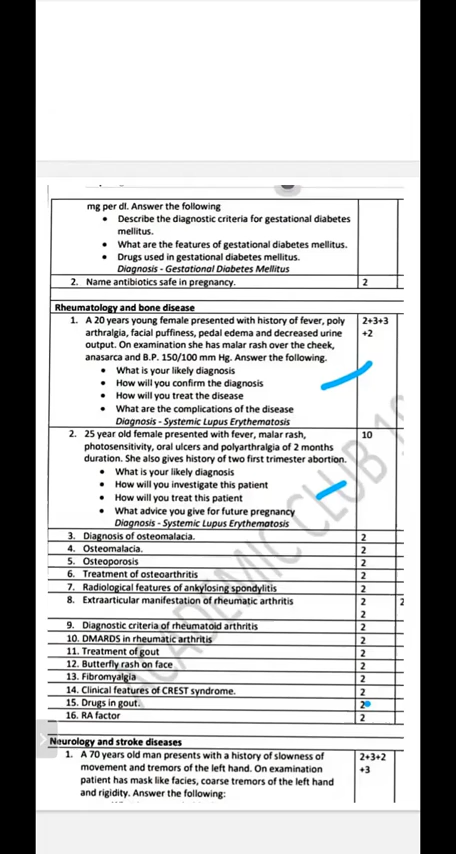 mg per dl. Answer the following
• Describe the diagnostic criteria for gestational diabetes
mellitus.
• What are the features of gestational diabetes mellitus.
• Drugs used in gestational diabetes mellitus.
Diagnosis - Gestational Diabetes Mellitus
2. Name antibiotics safe in pregnancy. 2
Rheumatology and bone disease
1. A 20 years young female presented with history of fever, poly 2+3+3
arthralgia, facial puffiness, pedal edema and decreased urine +2
output. On examination she has malar rash over the cheek,
anasarca and B.P. 150/100 mm Hg. Answer the following.
• What is your likely diagnosis
• How will you confirm the diagnosis
• How will you treat the disease
• What are the complications of the disease
Diagnosis - Systemic Lupus Erythematosis
2. 25 year old female presented with fever, malar rash, 10
photosensitivity, oral ulcers and polyarthralgia of 2 months
duration. She also gives history of two first trimester abortion.
• What is your likely diagnosis
• How will you investigate this patient
• How will you treat this patient
• What advice you give for future pregnancy
Diagnosis - Systemic Lupus Erythematosis
3. Diagnosis of osteomalacia. 2
4. Osteomalacia. 2
5. Osteoporosis 2
6. Treatment of osteoarthritis 2
7. Radiological features of ankylosing spondylitis 2
8. Extraarticular manifestation of rheumatic arthritis 2 2
2
9. Diagnostic criteria of rheumatoid arthritis 2
10. DMARDS in rheumatic arthritis 2
11. Treatment of gout 2
12. Butterfly rash on face 2
13. Fibromyalgia 2
14. Clinical features of CREST syndrome. 2
15. Drugs in gout. 2
16. RA factor 2
ACADEMIC CLUB
Neurology and stroke diseases
1. A 70 years old man presents with a history of slowness of 2+3+2
movement and tremors of the left hand. On examination +3
patient has mask like facies, coarse tremors of the left hand
and rigidity. Answer the following: